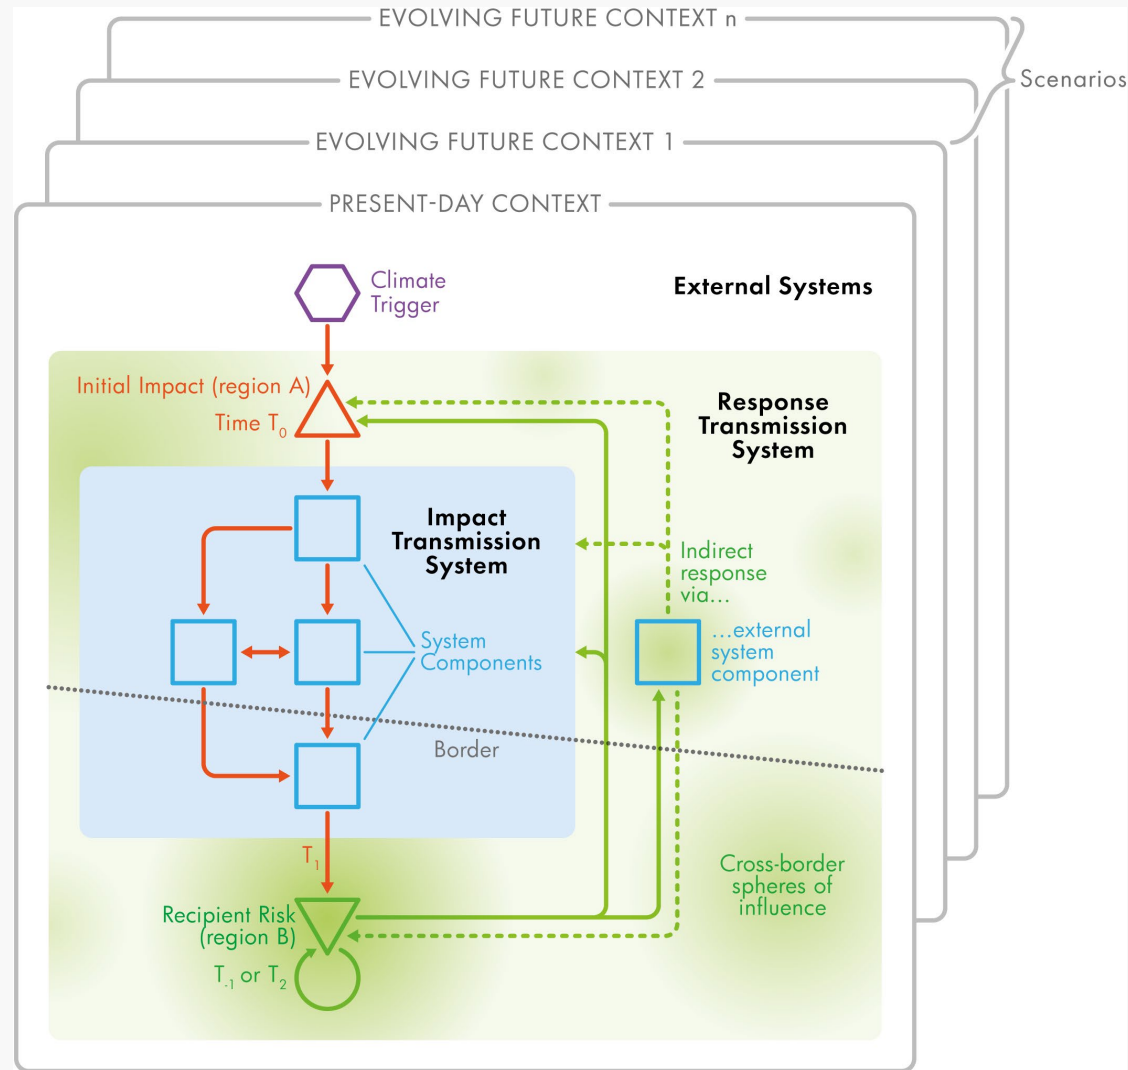 EVOLVING FUTURE CONTEXT n
EVOLVING FUTURE CONTEXT 2
Scenarios
EVOLVING FUTURE CONTEXT 1
PRESENT-DAY CONTEXT
Climate
Trigger
External Systems
Initial Impact (region A)
Time T0
Response
Transmission
System
Impact
Transmission
System
Indirect
response
via...
...external
system
component
System
Components
Border
T1
Cross-border
spheres of
influence
Recipient Risk
(region B)
T-1 or T2